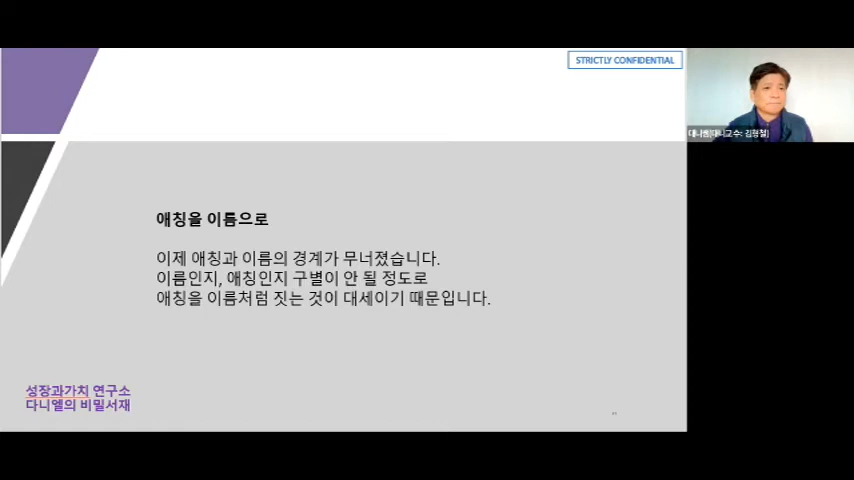 STRICTLY CONFIDENTIAL
애칭을 이름으로
이제 애칭과 이름의 경계가 무너졌습니다.
이름인지, 애칭인지 구별이 안 될 정도로
애칭을 이름처럼 짓는 것이 대세이기 때문입니다.
성장과가치 연구소
다니엘의 비밀서재